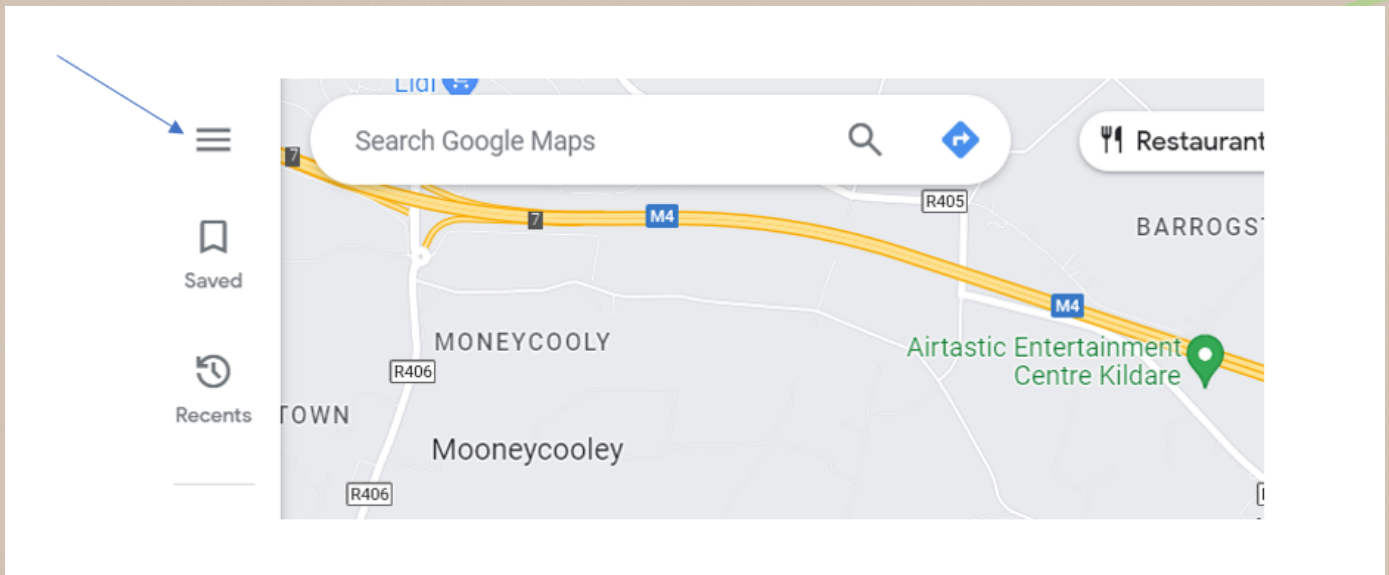 Lidl
Search Google Maps
Restaurant
7
R405
7
M4
BARROGS
Saved
M4
MONEYCOOLY
Airtastic Entertainment
Centre Kildare
R406
Recents
TOWN
Mooneycooley
R406